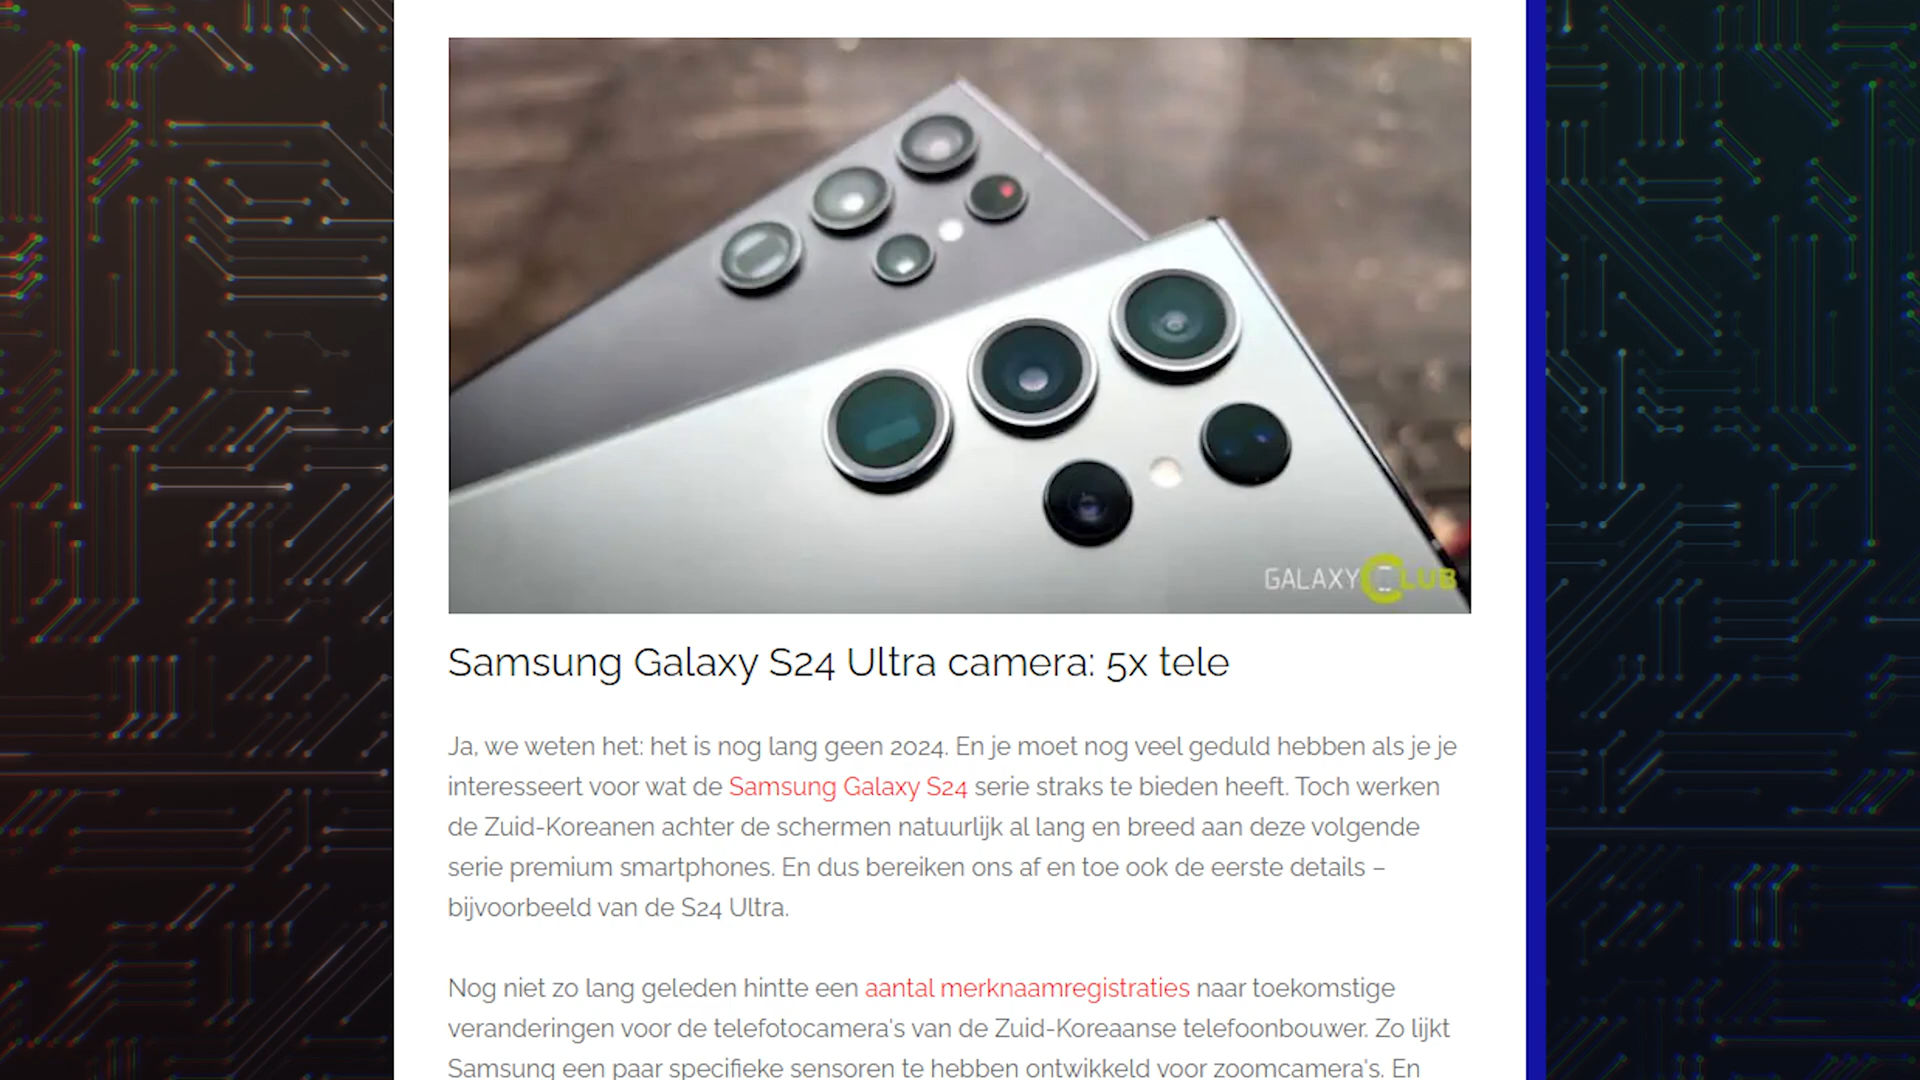 GALAXY CLUB
Samsung Galaxy S24 Ultra camera: 5x tele
Ja, we weten het: het is nog lang geen 2024. En je moet nog veel geduld hebben als je je
interesseert voor wat de Samsung Galaxy S24 serie straks te bieden heeft. Toch werken
de Zuid-Koreanen achter de schermen natuurlijk al lang en breed aan deze volgende
serie premium smartphones. En dus bereiken ons af en toe ook de eerste details –
bijvoorbeeld van de S24 Ultra.
Nog niet zo lang geleden hintte een aantal merknaamregistraties naar toekomstige
veranderingen voor de telefotocamera's van de Zuid-Koreaanse telefoonbouwer. Zo lijkt
Samsung een paar specifieke sensoren te hebben ontwikkeld voor zoomcamera's. En